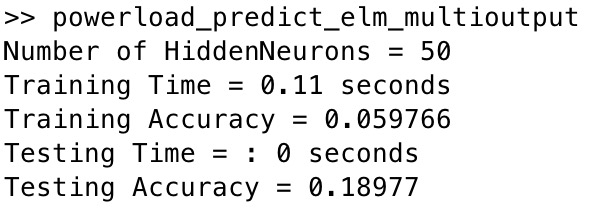 >> powerload_predict_elm_multioutput
Number of HiddenNeurons = 50
Training Time = 0.11 seconds
Training Accuracy = 0.059766
Testing Time = : 0 seconds
Testing Accuracy = 0.18977